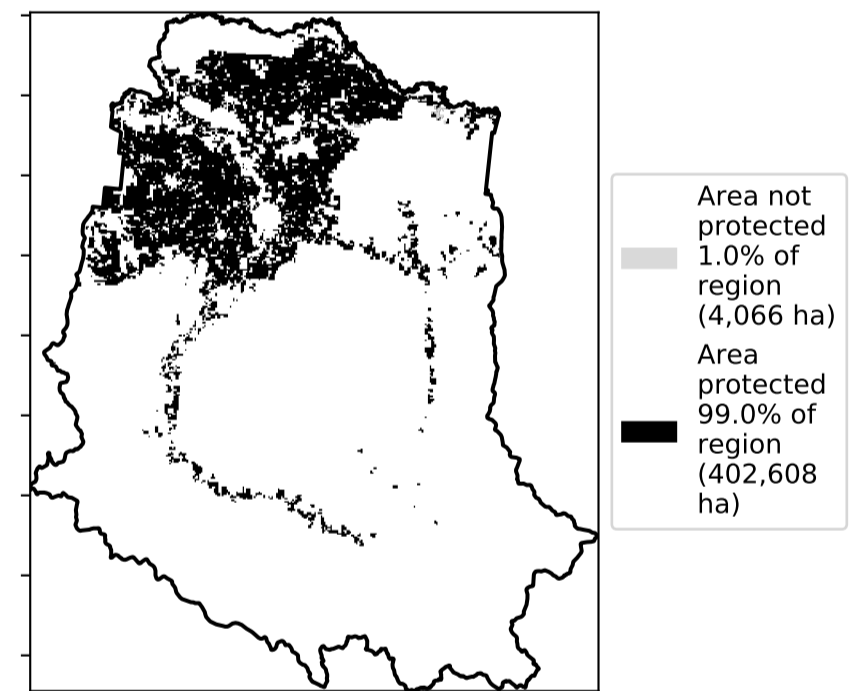 Area not
protected
1.0% of
region
(4,066 ha)
Area
protected
99.0% of
region
(402,608
ha)